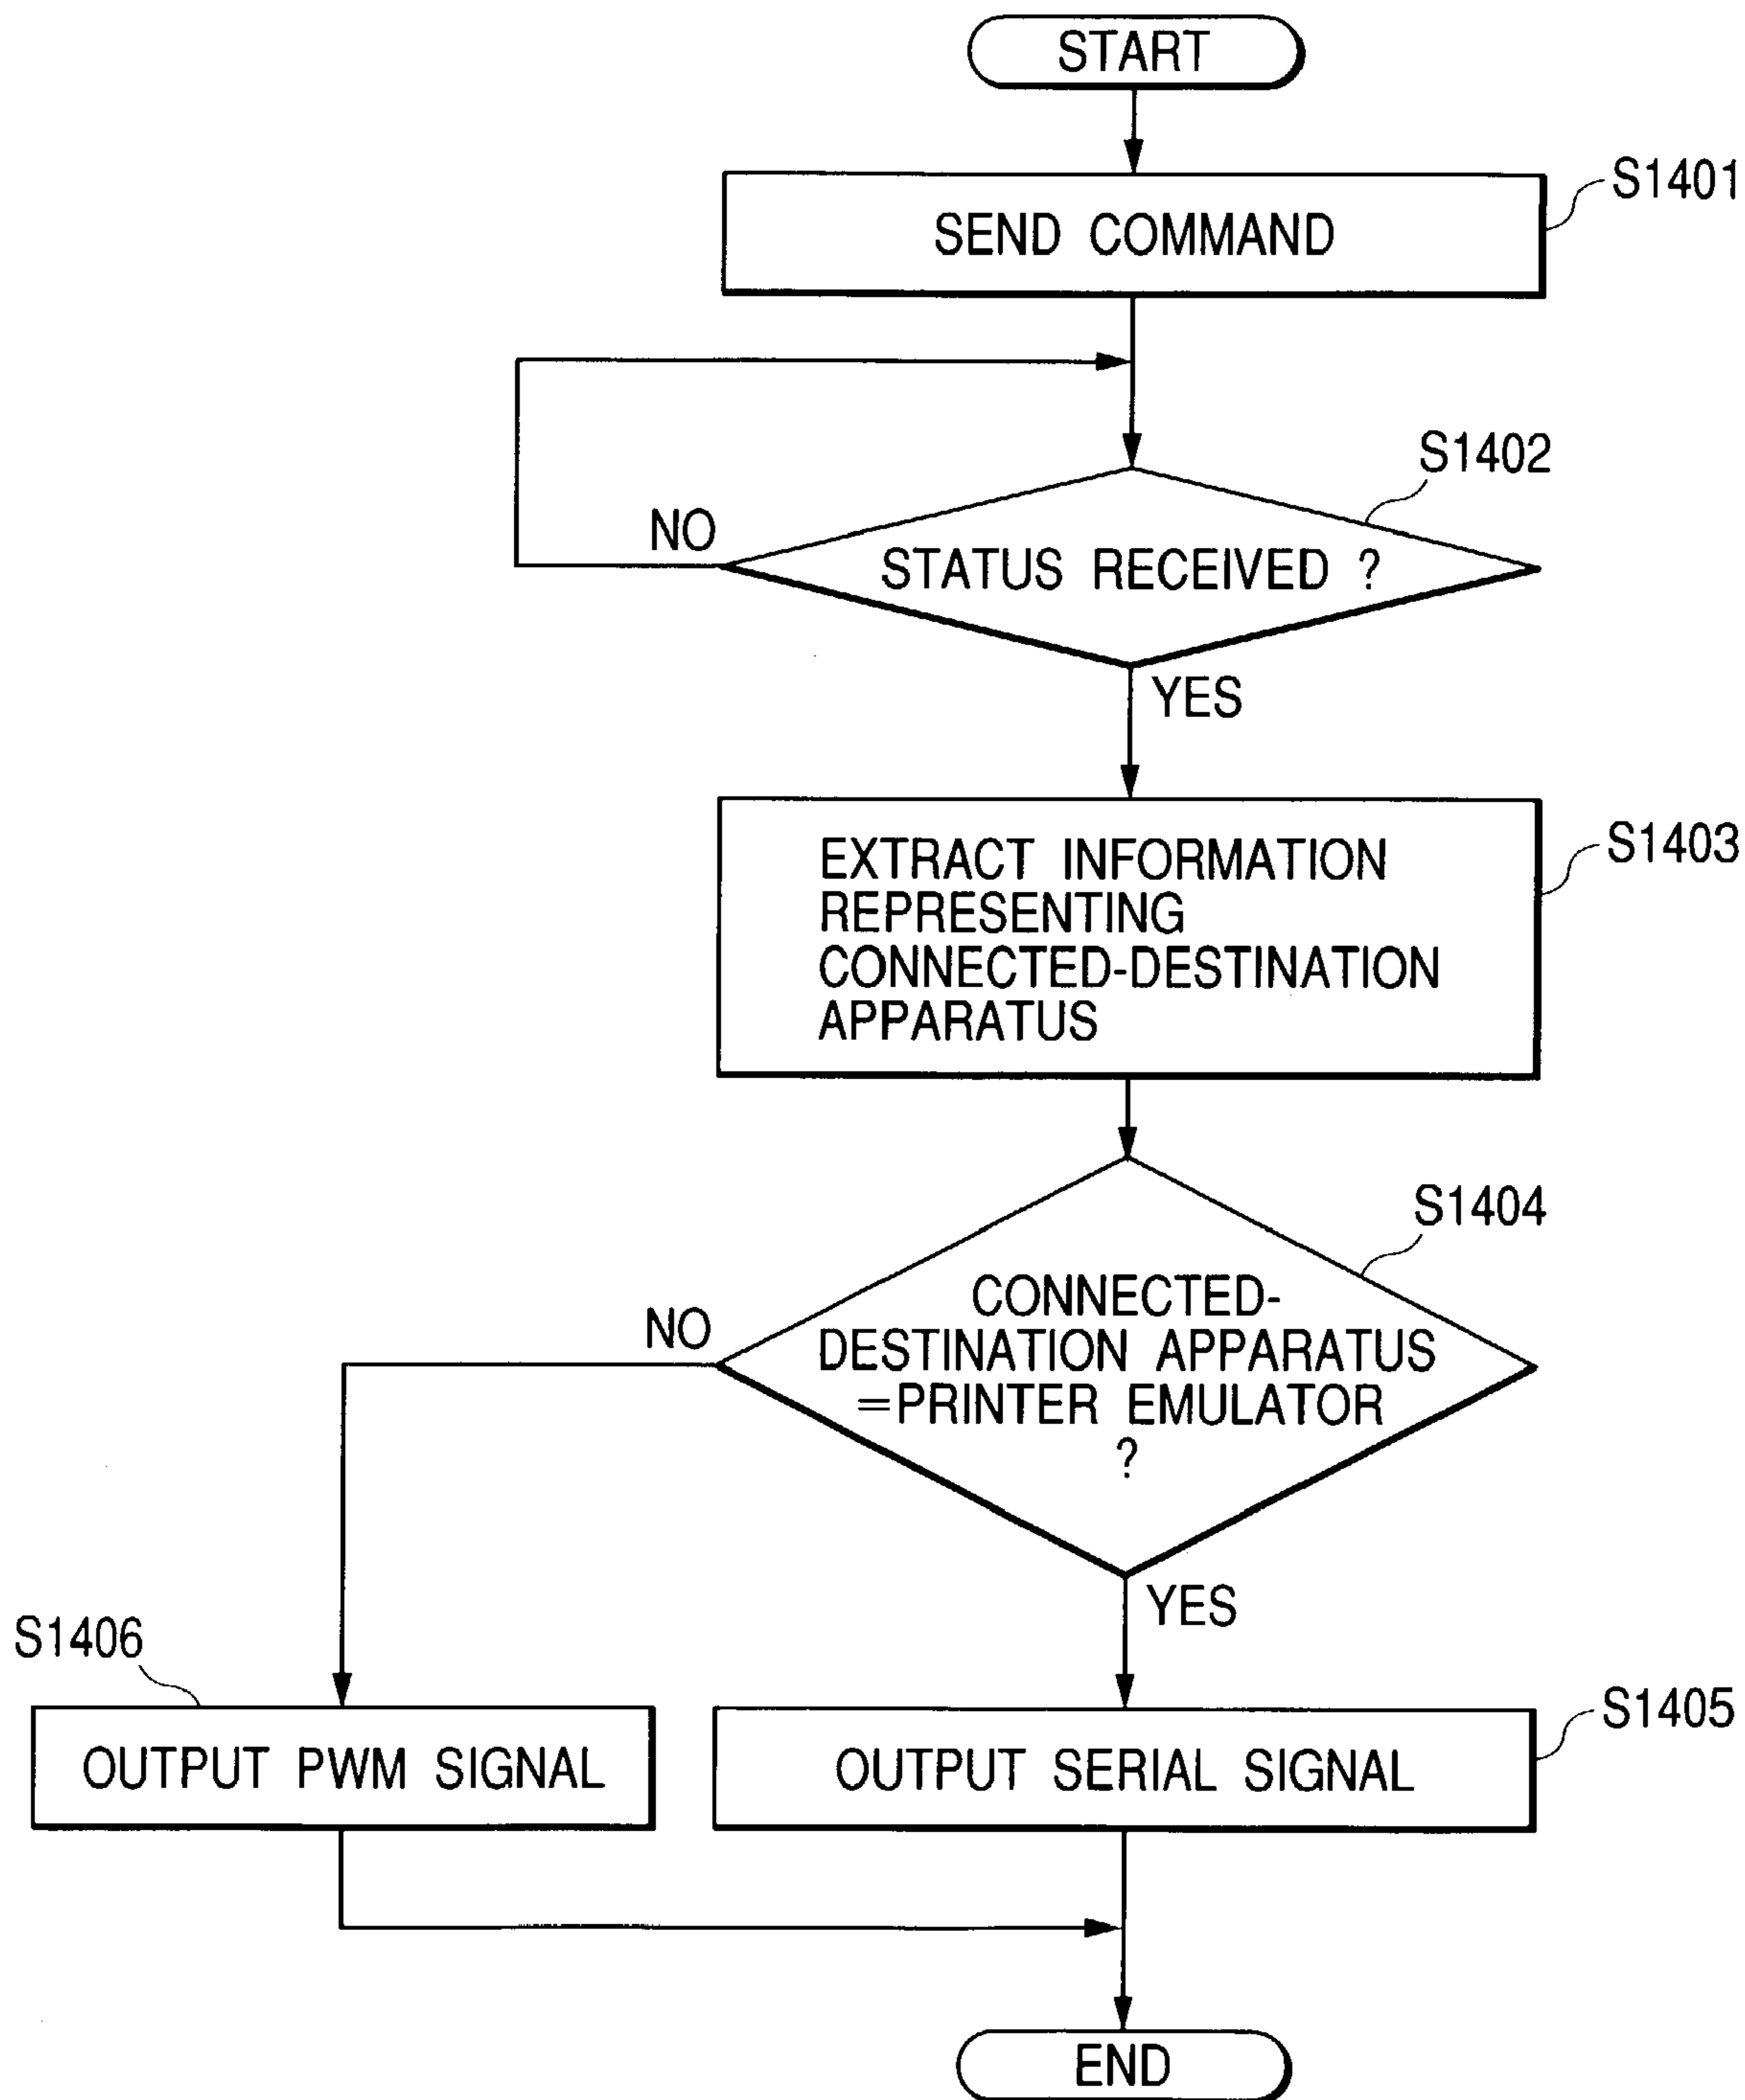 START
S1401
SEND COMMAND
S1402
NO
STATUS RECEIVED ?
YES
S1403
EXTRACT INFORMATION
REPRESENTING
CONNECTED-DESTINATION
APPARATUS
S1404
NO
CONNECTED-
DESTINATION APPARATUS
=PRINTER EMULATOR
?
YES
S1406
S1405
OUTPUT PWM SIGNAL
OUTPUT SERIAL SIGNAL
END